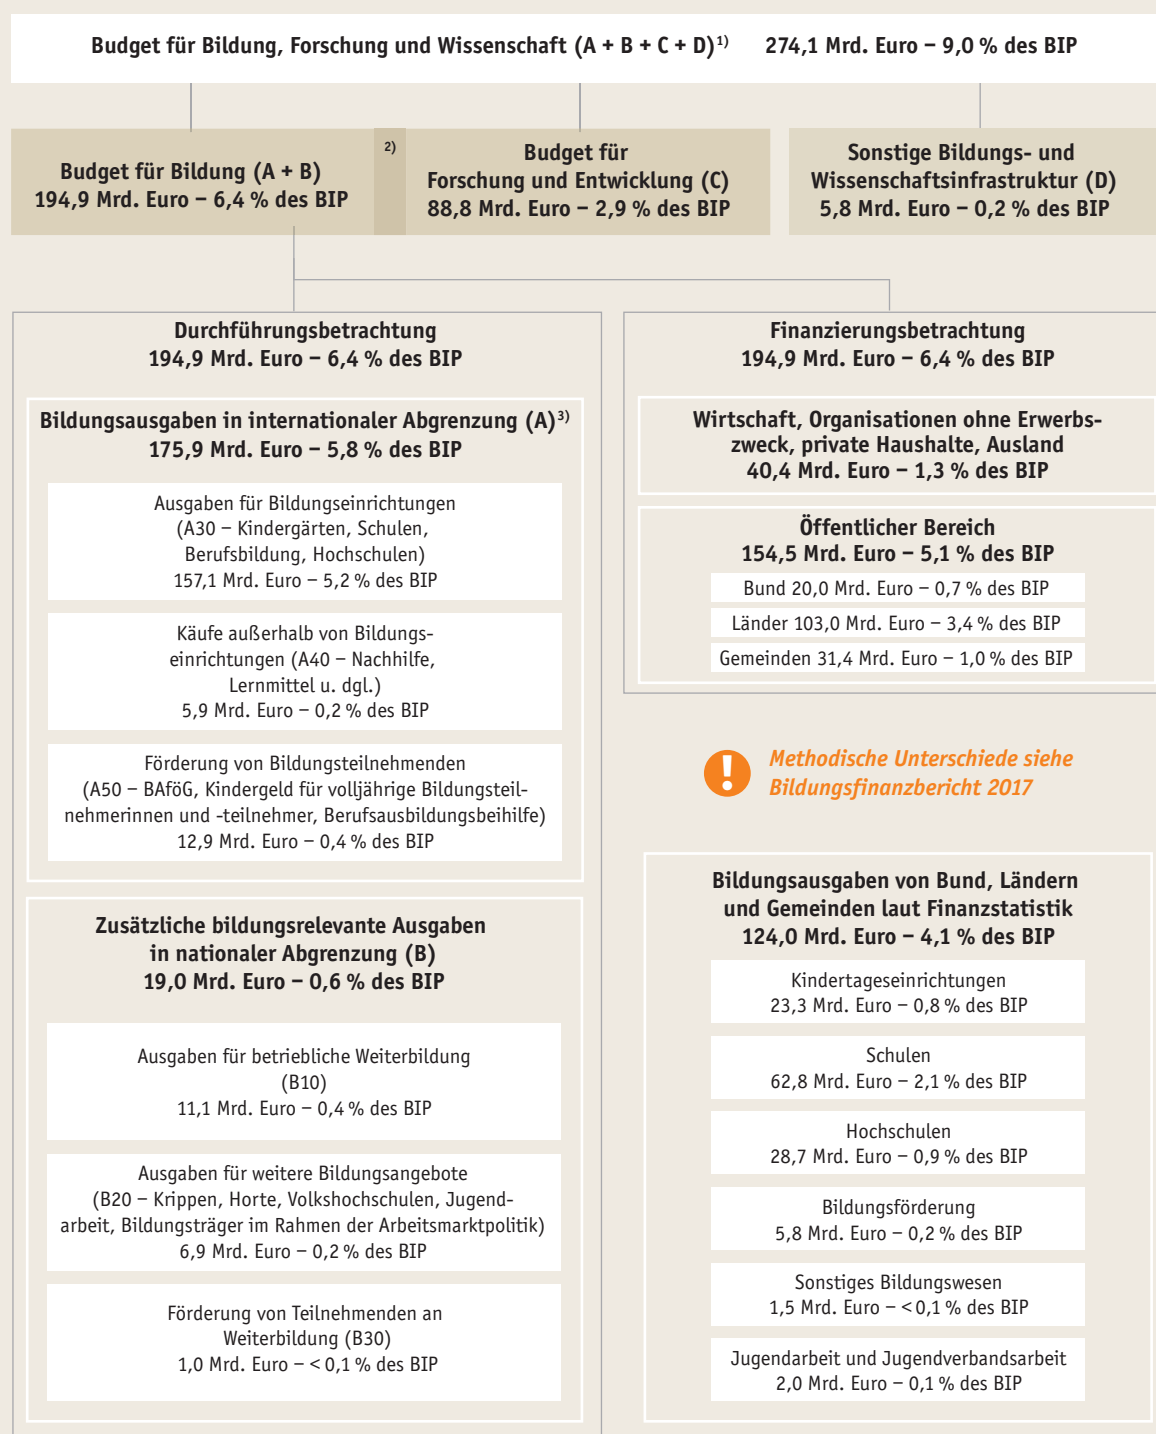 Budget für Bildung, Forschung und Wissenschaft (A + B + C + D)1) 274,1 Mrd. Euro – 9,0 % des BIP
Budget für Bildung (A + B)
194,9 Mrd. Euro – 6,4 % des BIP
2)
Budget für
Forschung und Entwicklung (C)
88,8 Mrd. Euro – 2,9 % des BIP
Sonstige Bildungs- und
Wissenschaftsinfrastruktur (D)
5,8 Mrd. Euro – 0,2 % des BIP
Durchführungsbetrachtung
194,9 Mrd. Euro – 6,4 % des BIP
Bildungsausgaben in internationaler Abgrenzung (A)3)
175,9 Mrd. Euro – 5,8 % des BIP
Ausgaben für Bildungseinrichtungen
(A30 – Kindergärten, Schulen,
Berufsbildung, Hochschulen)
157,1 Mrd. Euro – 5,2 % des BIP
Käufe außerhalb von Bildungs-
einrichtungen (A40 – Nachhilfe,
Lernmittel u. dgl.)
5,9 Mrd. Euro – 0,2 % des BIP
Förderung von Bildungsteilnehmenden
(A50 – BAföG, Kindergeld für volljährige Bildungsteil-
nehmerinnen und -teilnehmer, Berufsausbildungsbeihilfe)
12,9 Mrd. Euro – 0,4 % des BIP
Zusätzliche bildungsrelevante Ausgaben
in nationaler Abgrenzung (B)
19,0 Mrd. Euro – 0,6 % des BIP
Ausgaben für betriebliche Weiterbildung
(B10)
11,1 Mrd. Euro – 0,4 % des BIP
Ausgaben für weitere Bildungsangebote
(B20 – Krippen, Horte, Volkshochschulen, Jugend-
arbeit, Bildungsträger im Rahmen der Arbeitsmarktpolitik)
6,9 Mrd. Euro – 0,2 % des BIP
Förderung von Teilnehmenden an
Weiterbildung (B30)
1,0 Mrd. Euro – < 0,1 % des BIP
Finanzierungsbetrachtung
194,9 Mrd. Euro – 6,4 % des BIP
Wirtschaft, Organisationen ohne Erwerbs-
zweck, private Haushalte, Ausland
40,4 Mrd. Euro – 1,3 % des BIP
Öffentlicher Bereich
154,5 Mrd. Euro – 5,1 % des BIP
Bund 20,0 Mrd. Euro – 0,7 % des BIP
Länder 103,0 Mrd. Euro – 3,4 % des BIP
Gemeinden 31,4 Mrd. Euro – 1,0 % des BIP
! Methodische Unterschiede siehe
Bildungsfinanzbericht 2017
Bildungsausgaben von Bund, Ländern
und Gemeinden laut Finanzstatistik
124,0 Mrd. Euro – 4,1 % des BIP
Kindertageseinrichtungen
23,3 Mrd. Euro – 0,8 % des BIP
Schulen
62,8 Mrd. Euro – 2,1 % des BIP
Hochschulen
28,7 Mrd. Euro – 0,9 % des BIP
Bildungsförderung
5,8 Mrd. Euro – 0,2 % des BIP
Sonstiges Bildungswesen
1,5 Mrd. Euro – < 0,1 % des BIP
Jugendarbeit und Jugendverbandsarbeit
2,0 Mrd. Euro – 0,1 % des BIP